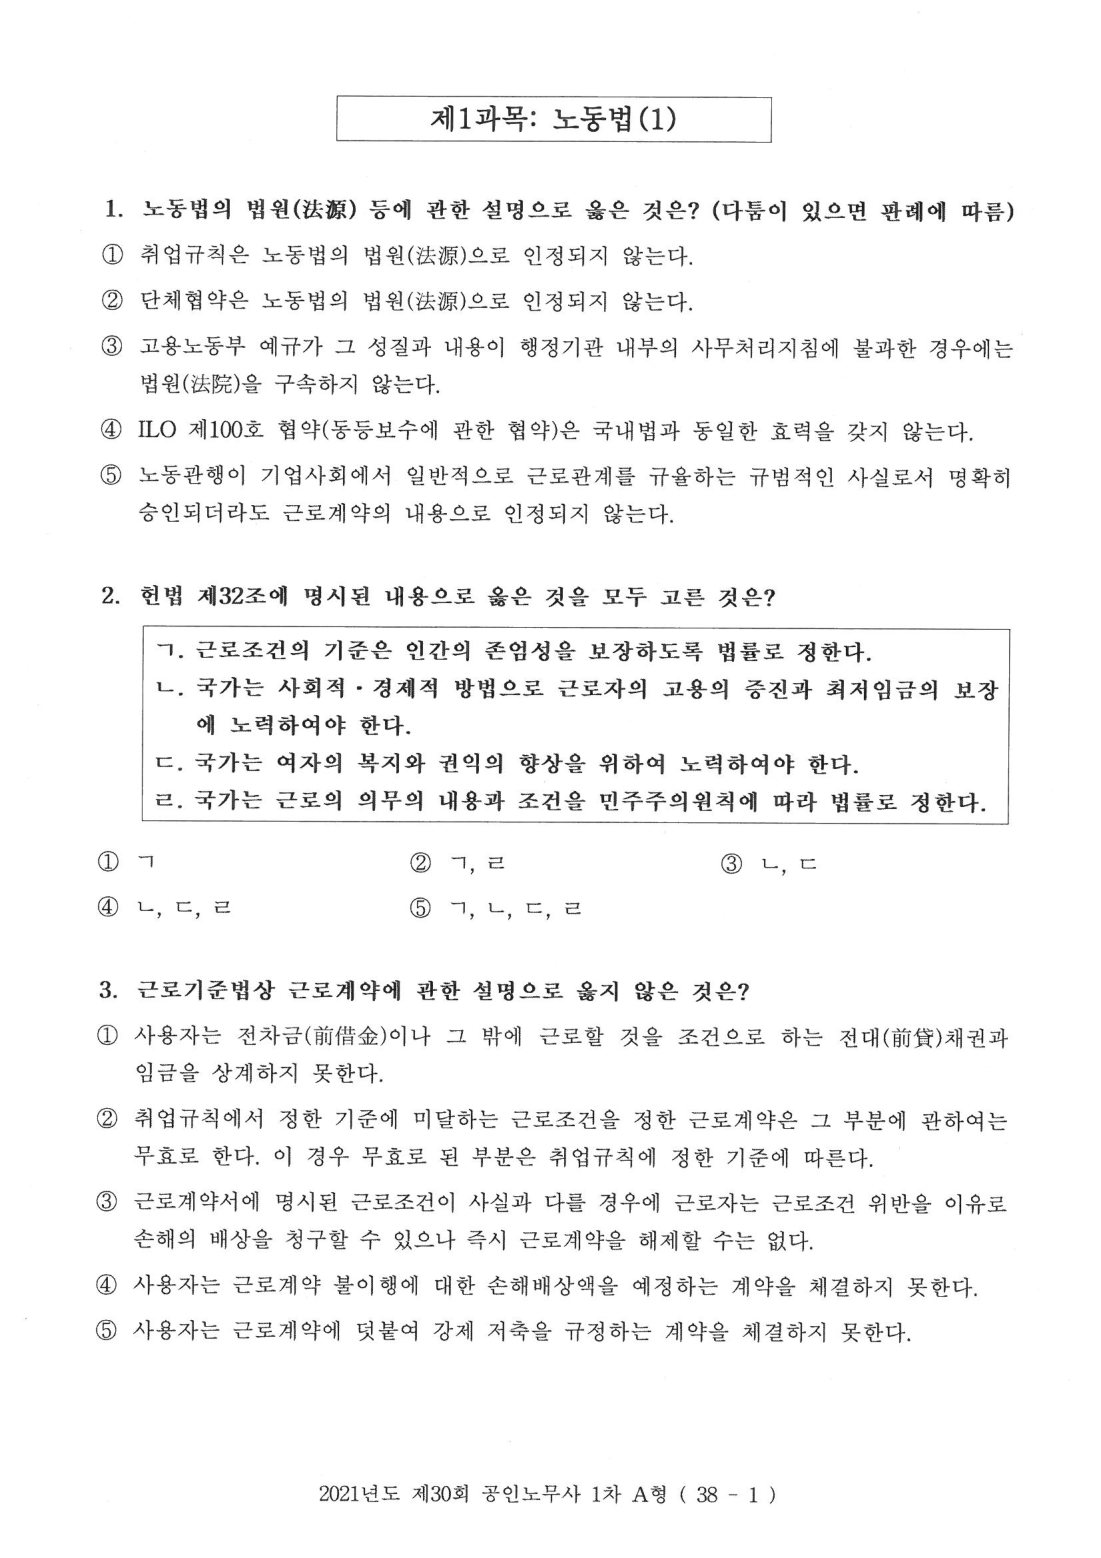 제1과목: 노동법(1)
1. 노동법의 법원(法源) 등에 관한 설명으로 옳은 것은? (다툼이 있으면 판례에 따름)
① 취업규칙은 노동법의 법원(法源)으로 인정되지 않는다.
② 단체협약은 노동법의 법원(法源)으로 인정되지 않는다.
③ 고용노동부 예규가 그 성질과 내용이 행정기관 내부의 사무처리지침에 불과한 경우에는
법원(法院)을 구속하지 않는다.
④ ILO 제100호 협약(동등보수에 관한 협약)은 국내법과 동일한 효력을 갖지 않는다.
⑤ 노동관행이 기업사회에서 일반적으로 근로관계를 규율하는 규범적인 사실로서 명확히
승인되더라도 근로계약의 내용으로 인정되지 않는다.
2. 헌법 제32조에 명시된 내용으로 옳은 것을 모두 고른 것은?
ㄱ. 근로조건의 기준은 인간의 존엄성을 보장하도록 법률로 정한다.
ㄴ. 국가는 사회적·경제적 방법으로 근로자의 고용의 증진과 최저임금의 보장
에 노력하여야 한다.
ㄷ. 국가는 여자의 복지와 권익의 향상을 위하여 노력하여야 한다.
ㄹ. 국가는 근로의 의무의 내용과 조건을 민주주의원칙에 따라 법률로 정한다.
① ㄱ ② ㄱ, ㄹ ③ ㄴ, ㄷ
④ ㄴ, ㄷ, ㄹ ⑤ ㄱ, ㄴ, ㄷ, ㄹ
3. 근로기준법상 근로계약에 관한 설명으로 옳지 않은 것은?
① 사용자는 전차금(前借金)이나 그 밖에 근로할 것을 조건으로 하는 전대(前貸)채권과
임금을 상계하지 못한다.
② 취업규칙에서 정한 기준에 미달하는 근로조건을 정한 근로계약은 그 부분에 관하여는
무효로 한다. 이 경우 무효로 된 부분은 취업규칙에 정한 기준에 따른다.
③ 근로계약서에 명시된 근로조건이 사실과 다를 경우에 근로자는 근로조건 위반을 이유로
손해의 배상을 청구할 수 있으나 즉시 근로계약을 해제할 수는 없다.
④ 사용자는 근로계약 불이행에 대한 손해배상액을 예정하는 계약을 체결하지 못한다.
⑤ 사용자는 근로계약에 덧붙여 강제 저축을 규정하는 계약을 체결하지 못한다.
2021년도 제30회 공인노무사 1차 A형 ( 38 - 1 )